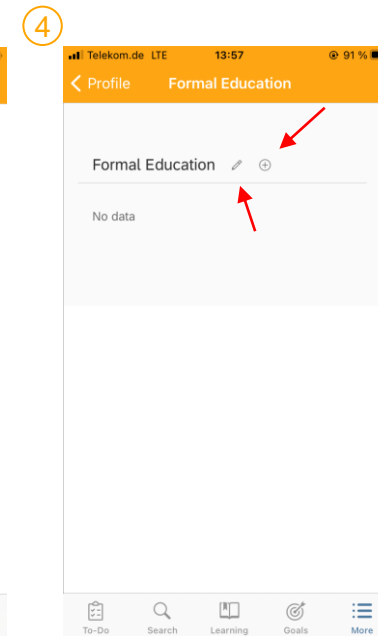 4
Telekom.de LTE 13:57 91 %
Profile Formal Education
Formal Education
No data
To-Do Search Learning Goals More